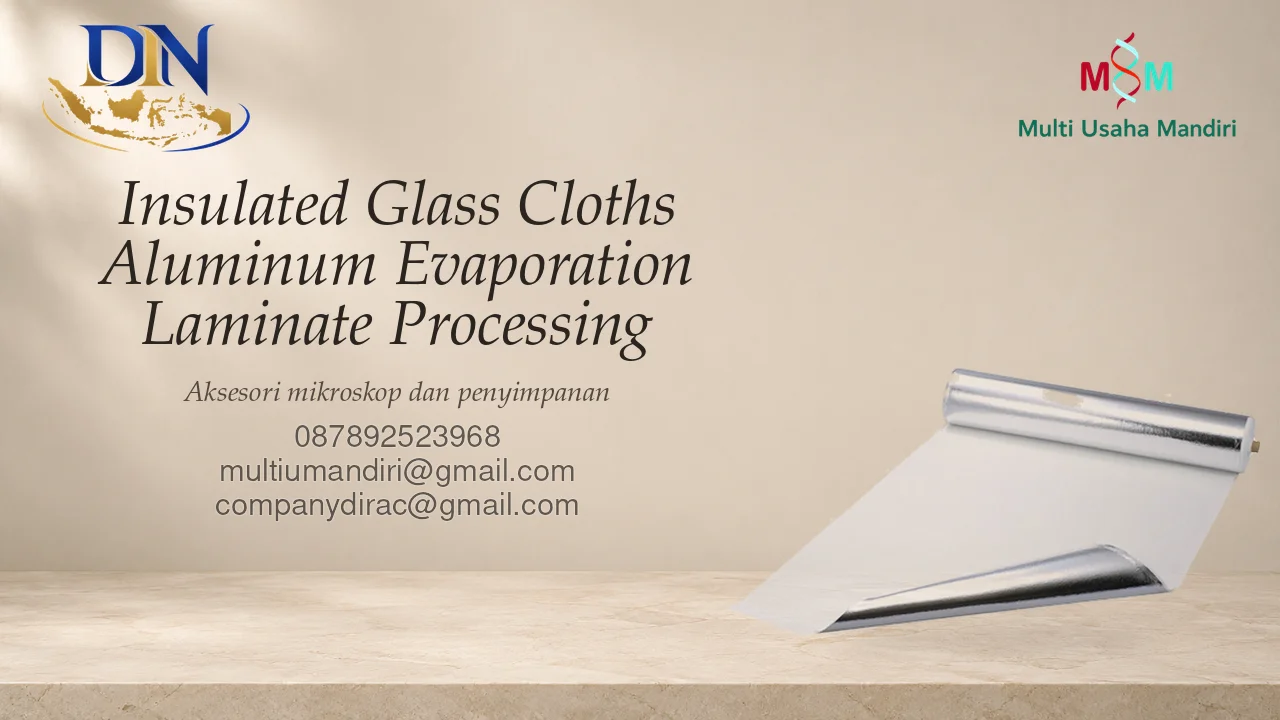 DN
M M
Multi Usaha Mandiri
Insulated Glass Cloths
Aluminum Evaporation
Laminate Processing
Aksesori mikroskop dan penyimpanan
087892523968
multiumandiri@gmail.com
companydirac@gmail.com